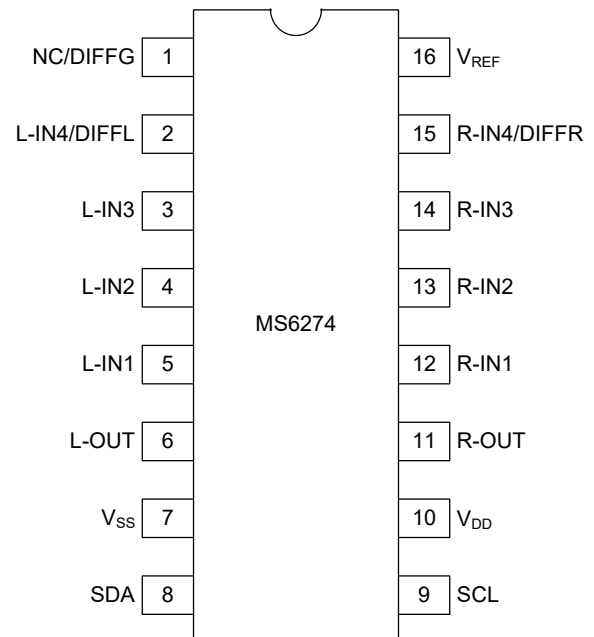 NC/DIFFG 1 16 VREF
L-IN4/DIFFL 2 15 R-IN4/DIFFR
L-IN3 3 14 R-IN3
L-IN2 4 13 R-IN2
MS6274
L-IN1 5 12 R-IN1
L-OUT 6 11 R-OUT
VSS 7 10 VDD
SDA 8 9 SCL